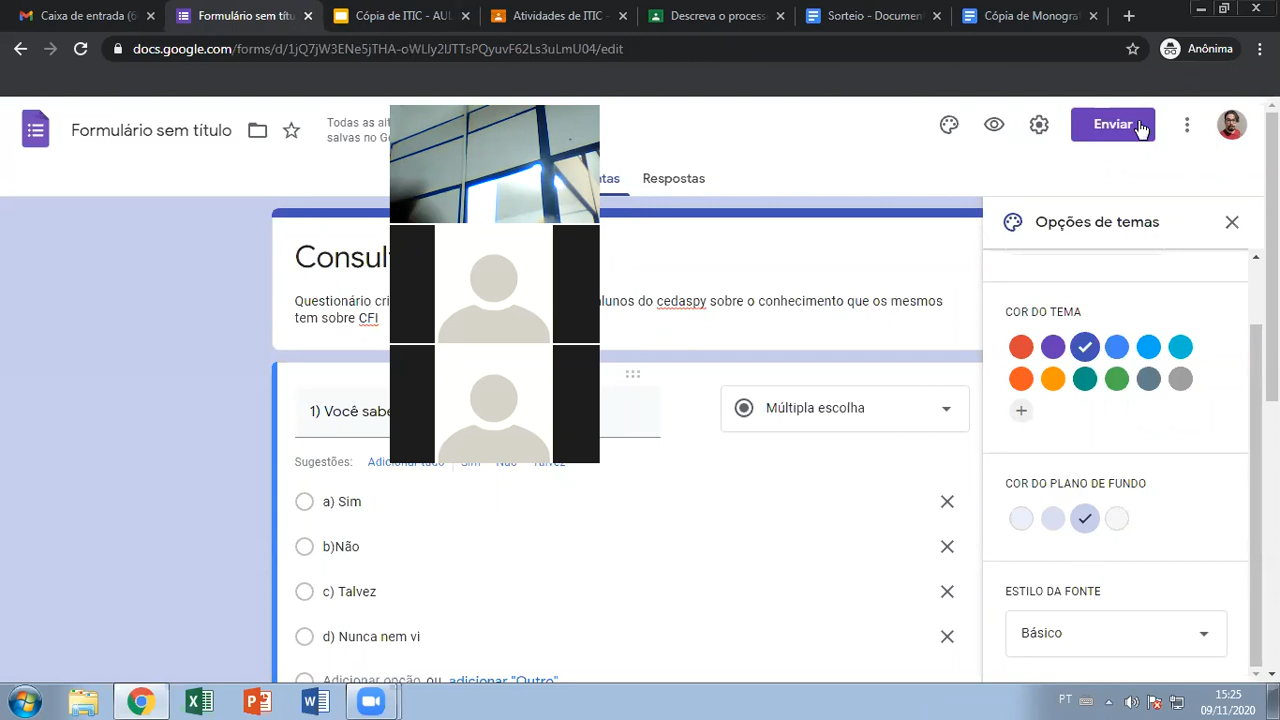 Caixa de entrada (6
Formulário sem títu
Cópia de ITIC - AUL
Atividades de ITIC -
Descreva o process
Sorteio - Documen
Cópia de Monograf
docs.google.com/forms/d/1jQ7jW3ENe5jTHA-oWLly2lJTTsPQyuvF62Ls3uLmU04/edit
Anônima
Formulário sem título
Todas as alt
salvas no Go
Enviar
Respostas
Opções de temas
Consul
Questionário cri
alunos do cedaspy sobre o conhecimento que os mesmos
tem sobre CFI
COR DO TEMA
1) Você sabe
Múltipla escolha
Sugestões: Adicionar tudo Sim Não Talvez
a) Sim
COR DO PLANO DE FUNDO
b)Não
c) Talvez
ESTILO DA FONTE
d) Nunca nem vi
Básico
Adicionar opção ou adicionar "Outro"
PT
15:25
09/11/2020